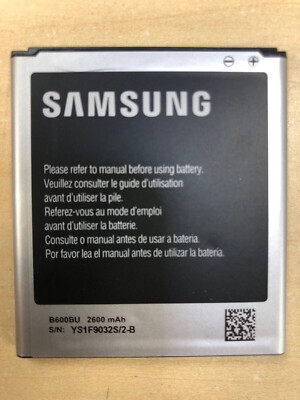 SAMSUNG
Please refer to manual before using battery.
Veuillez consulter le guide d'utilisation
avant d'utiliser la pile.
Referez-vous au mode d'emploi
avant d'utiliser la batterie.
Consulte o manual antes de usar a bateria.
Por favor lea el manual antes de utilizar la batería.
B600BU 2600 mAh
S/N: YS1F9032S/2-B